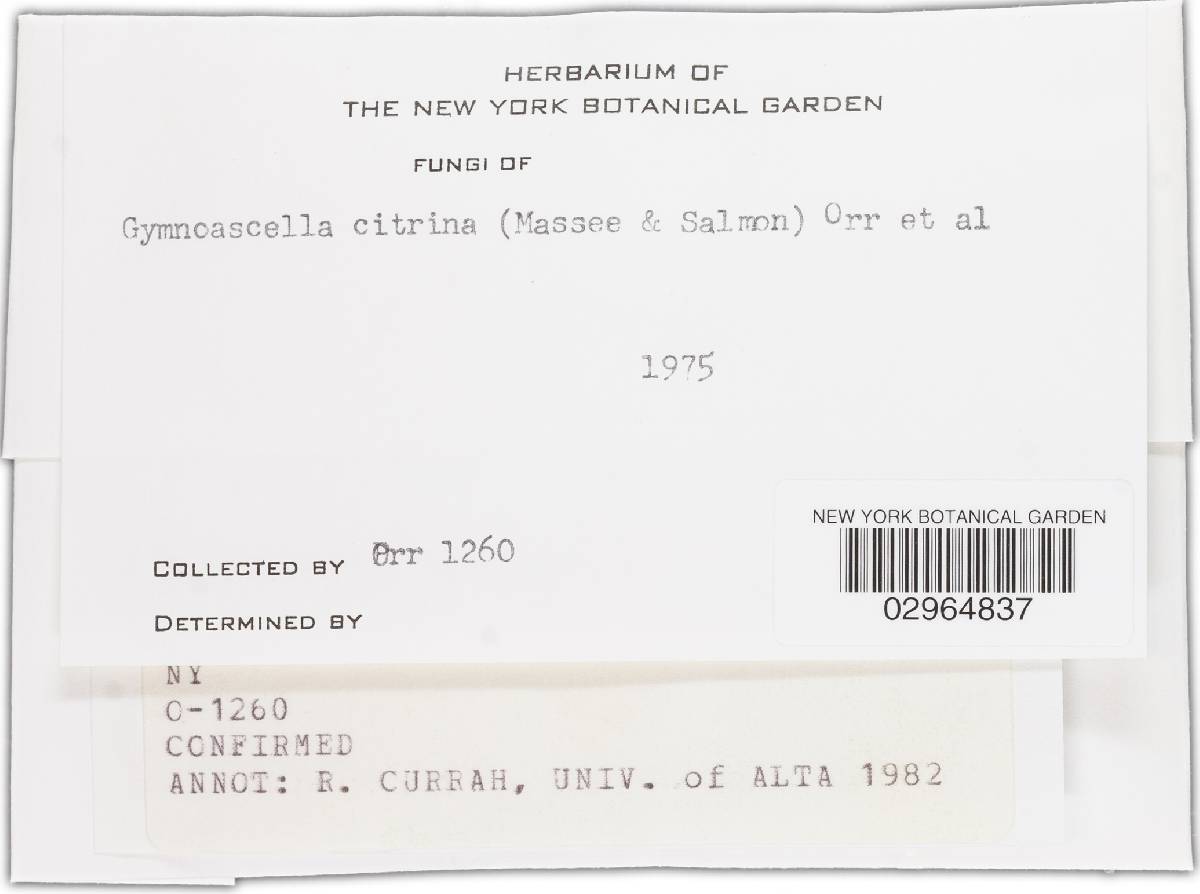 HERBARIUM OF
THE NEW YORK BOTANICAL GARDEN
FUNGI OF
Gymnoascella citrina (Massee & Salmon) Orr et al
1975
COLLECTED BY Orr 1260
DETERMINED BY
NEW YORK BOTANICAL GARDEN
02964837
NY
O-1260
CONFIRMED
ANNOT: R. CURRAH, UNIV. of ALTA 1982